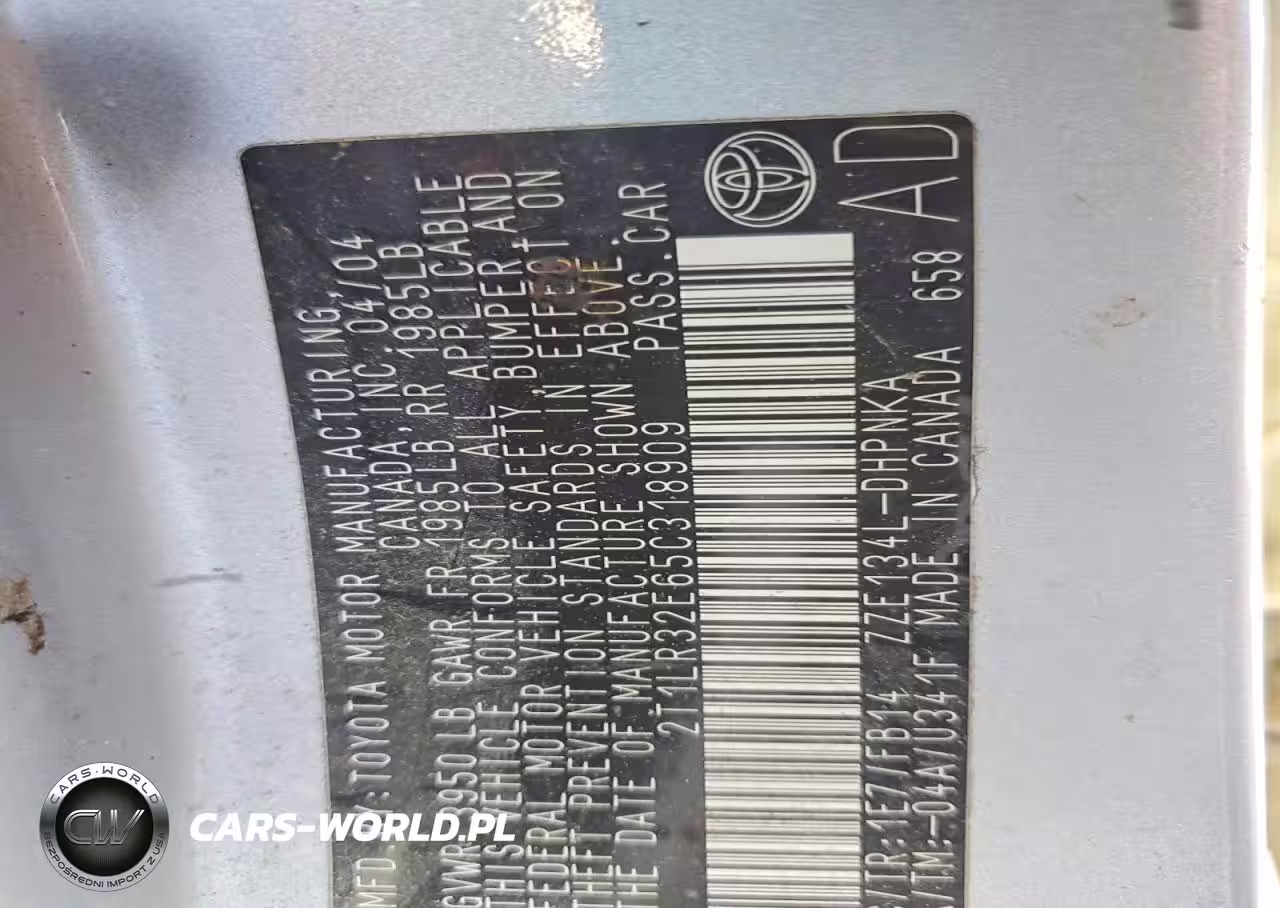 MFD BY:TOYOTA MOTOR MANUFACTURING,
CANADA, INC. 04/04
GVWR 3950LB GAWR FR 1985LB RR 1985LB
THIS VEHICLE CONFORMS TO ALL APPLICABLE
FEDERAL MOTOR VEHICLE SAFETY, BUMPER, AND
THEFT PREVENTION STANDARDS IN EFFECT ON
THE DATE OF MANUFACTURE SHOWN ABOVE.
2T1LR32E65C318909 PASS.CAR
/TR:1E7/FB14 ZZE134L-DHPNKA
/TM:-04A/U341F MADE IN CANADA 658
AD
CARS-WORLD
CW
BEZPOŚREDNI IMPORT Z USA
CARS-WORLD.PL